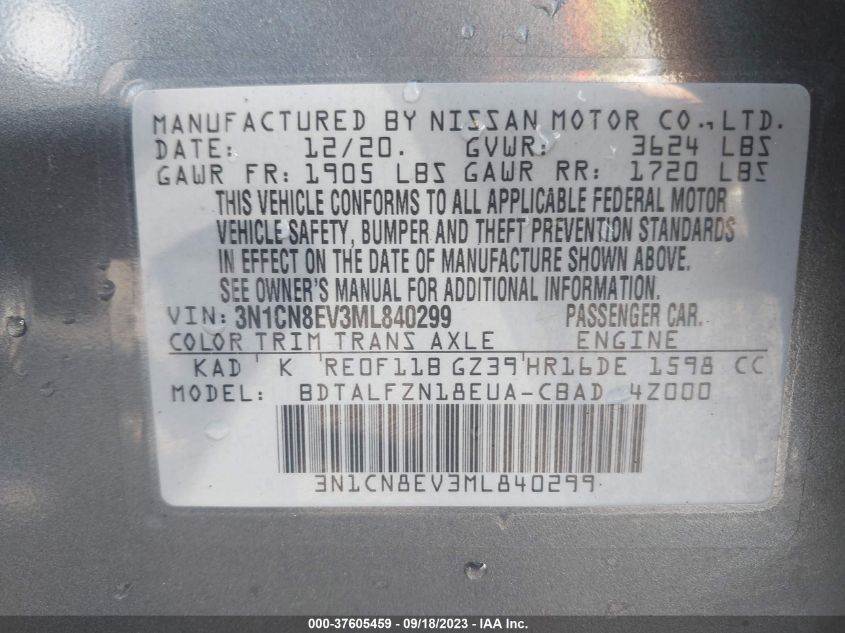 MANUFACTURED BY NISSAN MOTOR CO., LTD.
DATE: 12/20. GVWR: 3624 LBS
GAWR FR: 1905 LBS GAWR RR: 1720 LBS
THIS VEHICLE CONFORMS TO ALL APPLICABLE FEDERAL MOTOR
VEHICLE SAFETY, BUMPER AND THEFT PREVENTION STANDARDS
IN EFFECT ON THE DATE OF MANUFACTURE SHOWN ABOVE.
SEE OWNER'S MANUAL FOR ADDITIONAL INFORMATION.
VIN: 3N1CN8EV3ML840299 PASSENGER CAR.
COLOR TRIM TRANS AXLE ENGINE
KAD K RE0F11B GZ39 HR16DE 1598 CC
MODEL: BDTALFZN18EUA-CBAD 4Z000
3N1CN8EV3ML840299
000-37605459 - 09/18/2023 - IAA Inc.